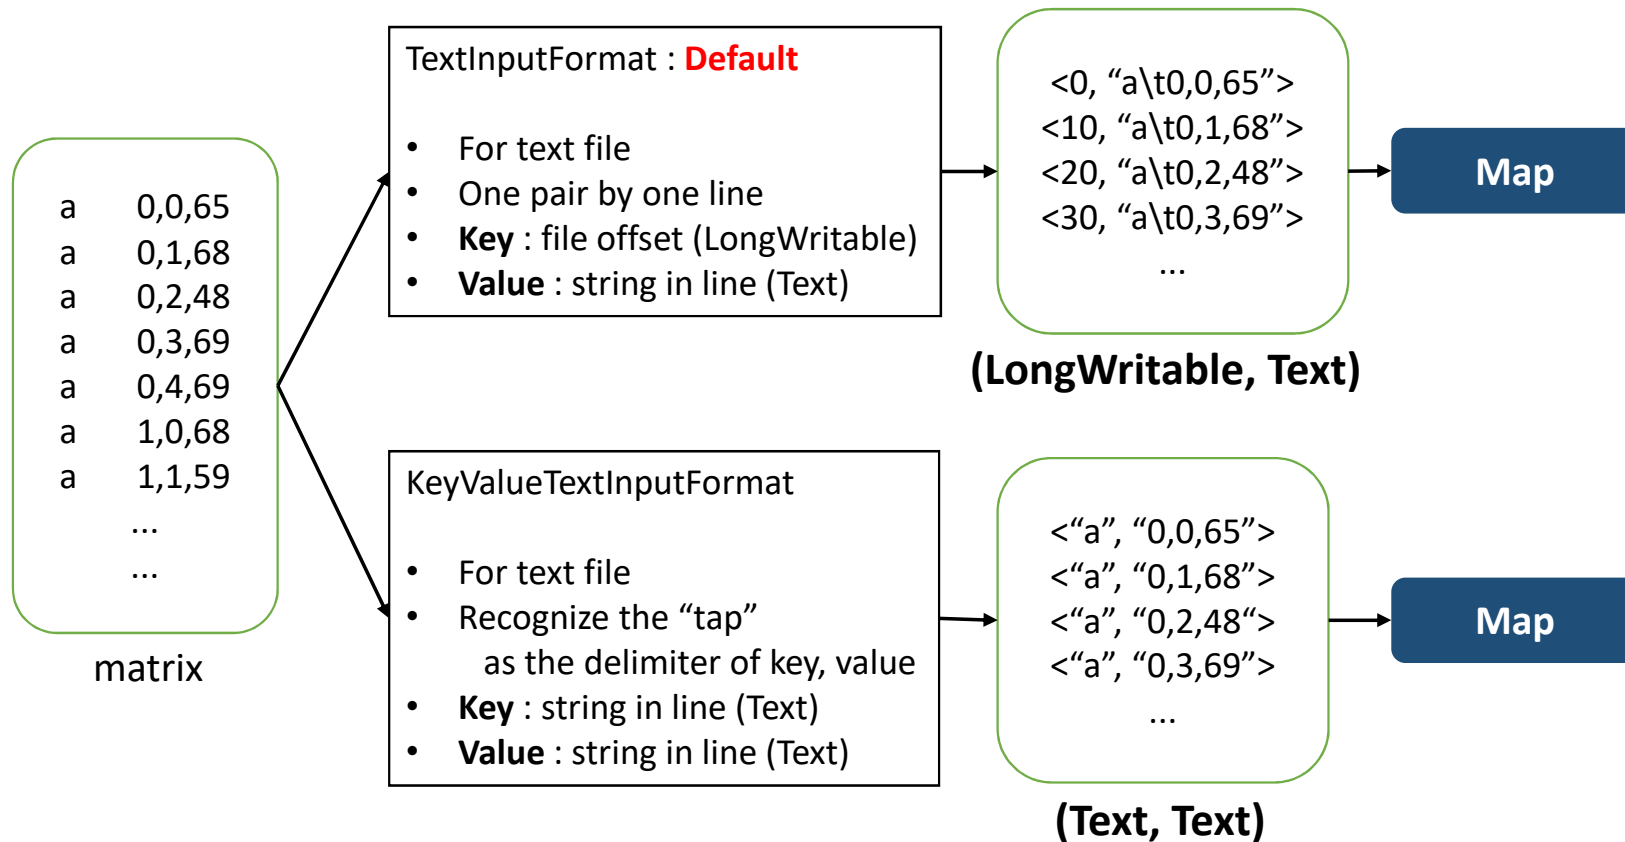 a 0,0,65
a 0,1,68
a 0,2,48
a 0,3,69
a 0,4,69
a 1,0,68
a 1,1,59
...
...
matrix
TextInputFormat : Default
• For text file
• One pair by one line
• Key : file offset (LongWritable)
• Value : string in line (Text)
<0, “a\t0,0,65”>
<10, “a\t0,1,68”>
<20, “a\t0,2,48”>
<30, “a\t0,3,69”>
...
(LongWritable, Text)
Map
KeyValueTextInputFormat
• For text file
• Recognize the “tap”
as the delimiter of key, value
• Key : string in line (Text)
• Value : string in line (Text)
<“a”, “0,0,65”>
<“a”, “0,1,68”>
<“a”, “0,2,48“>
<“a”, “0,3,69”>
...
(Text, Text)
Map